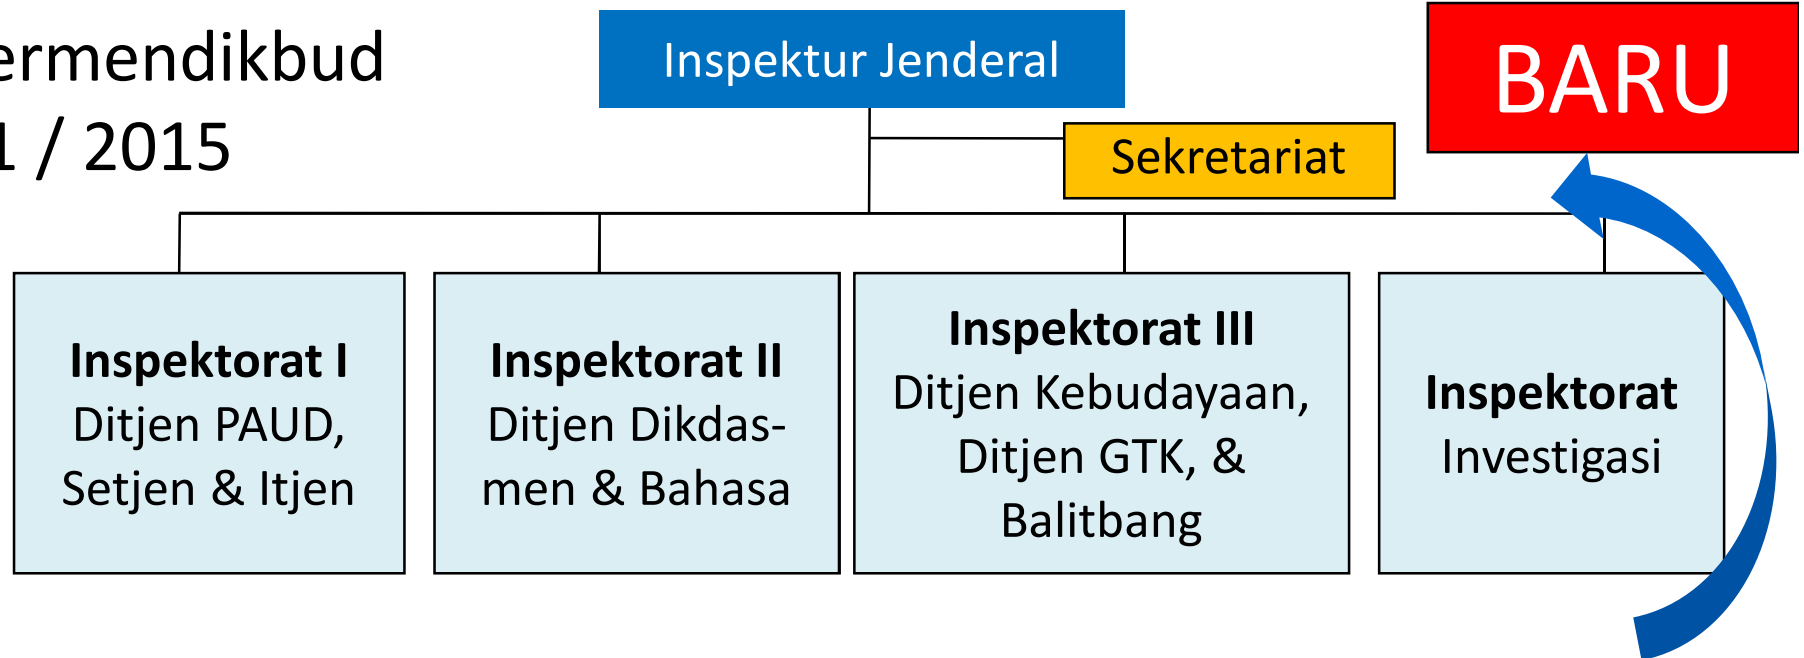 ermendikbud
1 / 2015
Inspektur Jenderal
BARU
Sekretariat
Inspektorat I
Ditjen PAUD,
Setjen & Itjen
Inspektorat II
Ditjen Dikdas-
men & Bahasa
Inspektorat III
Ditjen Kebudayaan,
Ditjen GTK, &
Balitbang
Inspektorat
Investigasi